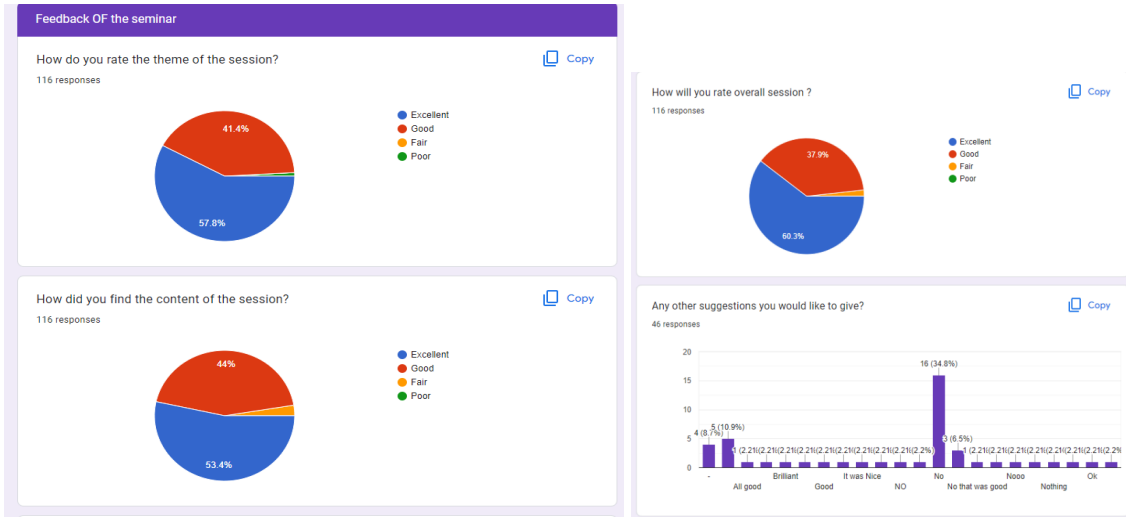 Feedback OF the seminar
How do you rate the theme of the session?
Copy
116 responses
41.4%
57.8%
Excellent
Good
Fair
Poor
How did you find the content of the session?
Copy
116 responses
44%
53.4%
Excellent
Good
Fair
Poor
How will you rate overall session ?
Copy
116 responses
37.9%
60.3%
Excellent
Good
Fair
Poor
Any other suggestions you would like to give?
Copy
46 responses
20
15
10
5
0
4 (8.7%)
5 (10.9%)
16 (34.8%)
3 (6.5%)
-
All good
Brilliant
Good
It was Nice
NO
No
No that was good
Nooo
Nothing
Ok